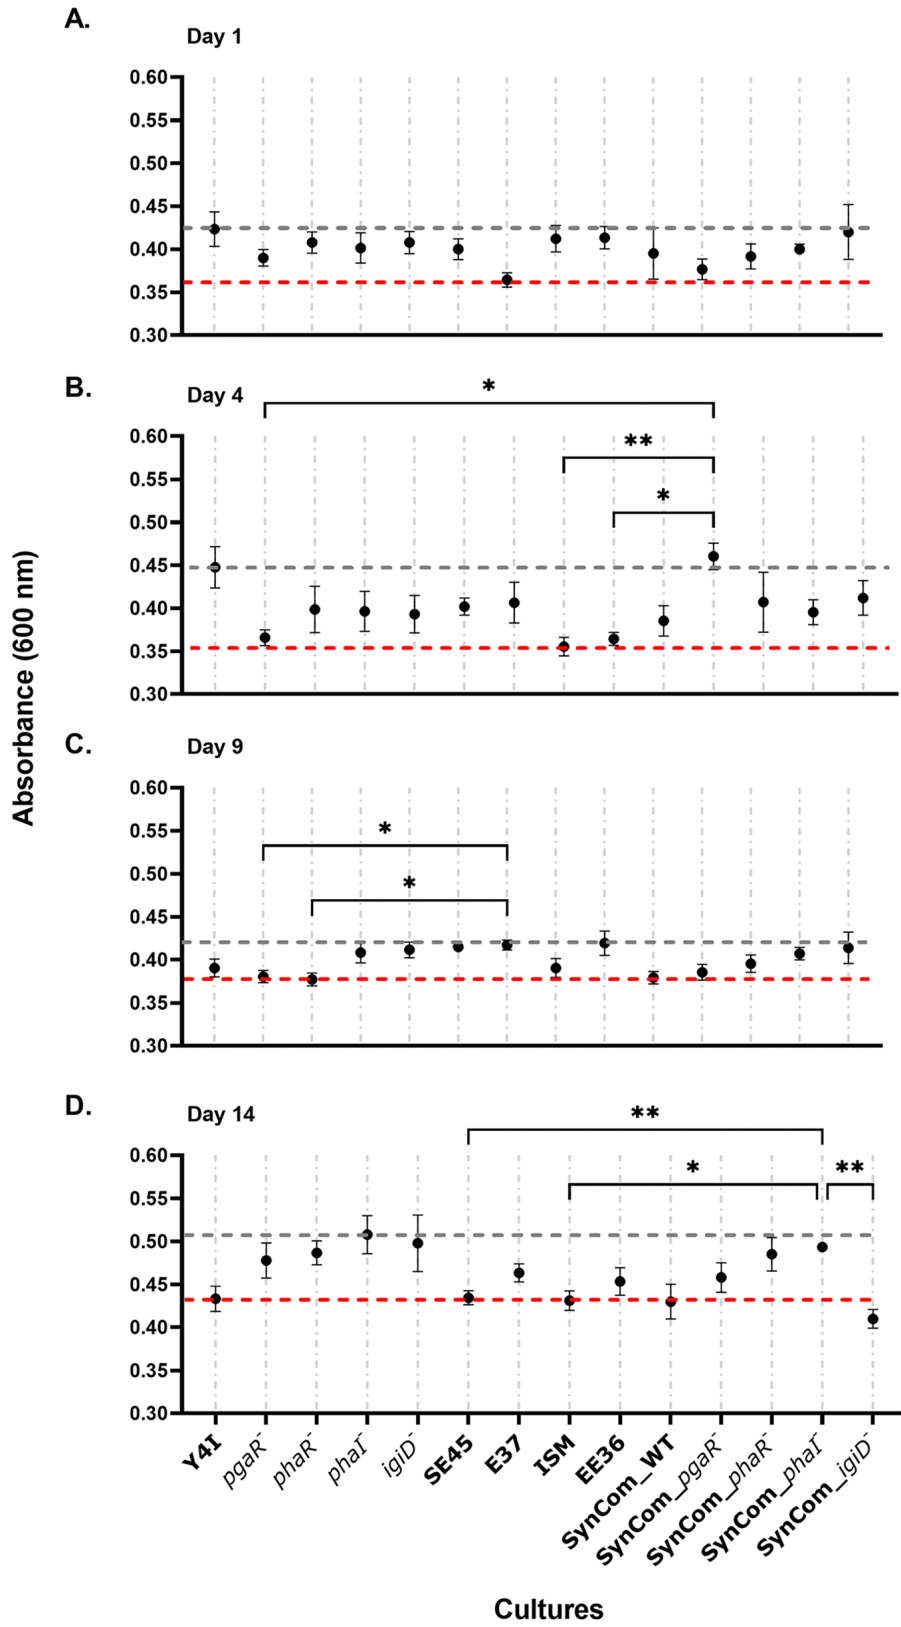 A.
Day 1
0.60
0.55
0.50
0.45
0.40
0.35
0.30
B.
Day 4
*
**
*
0.60
0.55
0.50
0.45
0.40
0.35
0.30
Absorbance (600 nm)
C.
Day 9
*
*
0.60
0.55
0.50
0.45
0.40
0.35
0.30
D.
Day 14
**
*
**
0.60
0.55
0.50
0.45
0.40
0.35
0.30
Y4I
pgaR⁻
phaR⁻
phaI⁻
igiD⁻
SE45
E37
ISM
EE36
SynCom_WT
SynCom_pgaR⁻
SynCom_phaR⁻
SynCom_phaI⁻
SynCom_igiD⁻
Cultures